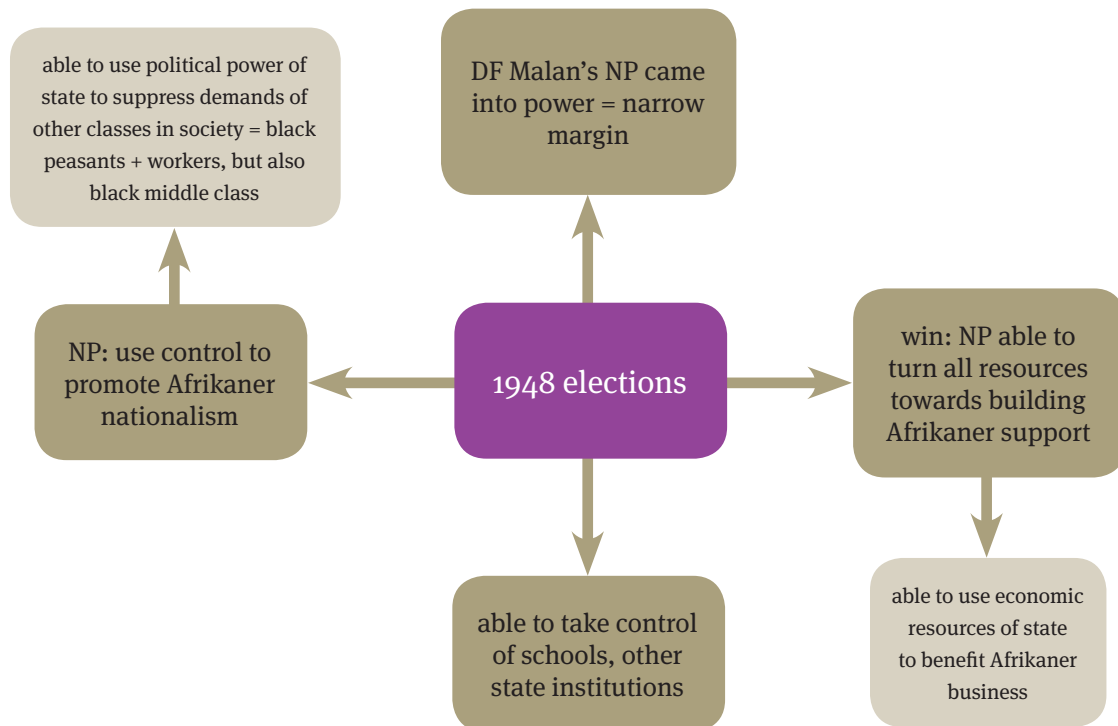 able to use political power of
state to suppress demands of
other classes in society = black
peasants + workers, but also
black middle class
DF Malan’s NP came
into power = narrow
margin
NP: use control to
promote Afrikaner
nationalism
1948 elections
win: NP able to
turn all resources
towards building
Afrikaner support
able to take control
of schools, other
state institutions
able to use economic
resources of state
to benefit Afrikaner
business